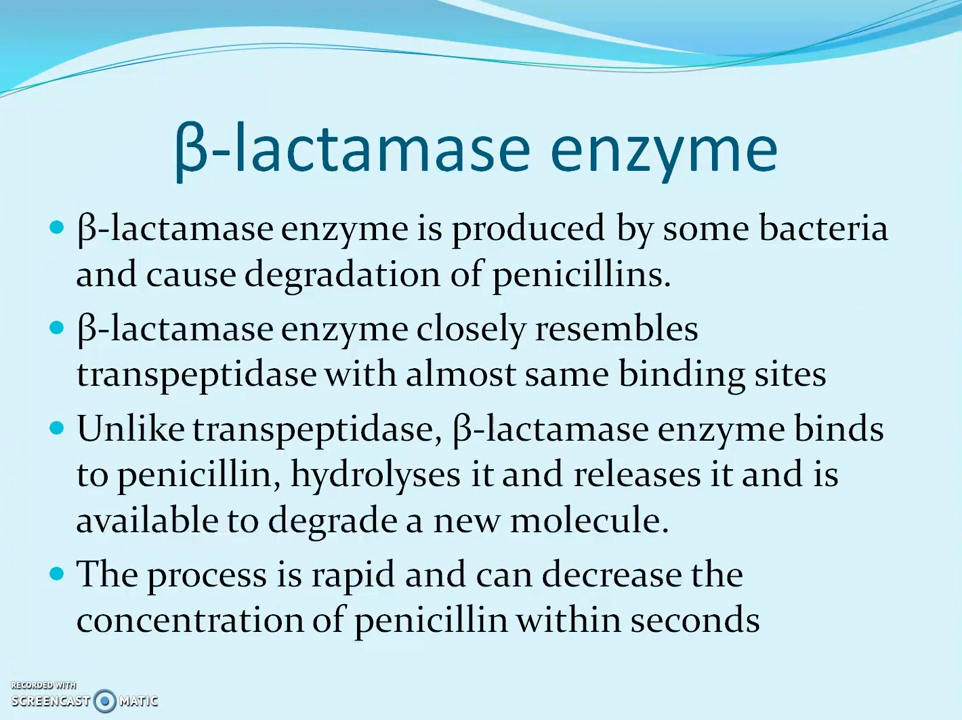 β-lactamase enzyme
• β-lactamase enzyme is produced by some bacteria
and cause degradation of penicillins.
• β-lactamase enzyme closely resembles
transpeptidase with almost same binding sites
• Unlike transpeptidase, β-lactamase enzyme binds
to penicillin, hydrolyses it and releases it and is
available to degrade a new molecule.
• The process is rapid and can decrease the
concentration of penicillin within seconds
RECORDED WITH
SCREENCAST MATIC